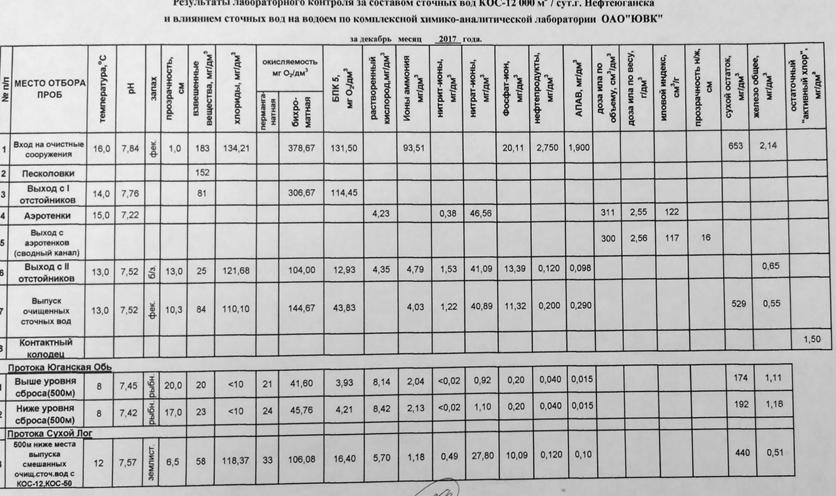 Результаты лабораторного контроля за составом сточных вод КОС-12 000 м³ / сут.г. Нефтеюганска
и влиянием сточных вод на водоем по комплексной химико-аналитической лаборатории ОАО"ЮВК"
за декабрь месяц 2017 года.
№ п/п МЕСТО ОТБОРА ПРОБ температура,°С рН запах прозрачность, см взвешенные вещества, мг/дм³ хлориды, мг/дм³ окисляемость мг О₂/дм³ перманга-натная бихро-матная БПК 5, мг О₂/дм³ растворенный кислород,мг/дм³ Ионы аммония мг/дм³ нитрит-ионы, мг/дм³ нитрат-ионы, мг/дм³ Фосфат-ион, мг/дм³ нефтепродукты, мг/дм³ АПАВ, мг/дм³ доза ила по объему, см³/дм³ доза ила по весу, г/дм³ иловой индекс, см³/г прозрачность н/ж, см сухой остаток, мг/дм³ железо общее, мг/дм³ остаточный "активный хлор", мг/дм³
1 Вход на очистные сооружения 16,0 7,84 фек. 1,0 183 134,21 378,67 131,50 93,51 20,11 2,750 1,900 653 2,14
2 Песколовки 152
3 Выход с I отстойников 14,0 7,76 81 306,67 114,45
4 Аэротенки 15,0 7,22 4,23 0,38 46,56 311 2,55 122
5 Выход с аэротенков (сводный канал) 300 2,56 117 16
6 Выход с II отстойников 13,0 7,52 б/з. 13,0 25 121,68 104,00 12,93 4,35 4,79 1,53 41,09 13,39 0,120 0,098 0,65
7 Выпуск очищенных сточных вод 13,0 7,52 фек. 10,3 84 110,10 144,67 43,83 4,03 1,22 40,89 11,32 0,200 0,290 529 0,55
Контактный колодец 1,50
Протока Юганская Обь
Выше уровня сброса(500м) 8 7,45 рыбн. 20,0 20 <10 21 41,60 3,93 8,14 2,04 <0,02 0,92 0,20 0,040 0,015 174 1,11
Ниже уровня сброса(500м) 8 7,42 рыбн. 17,0 23 <10 24 45,76 4,21 8,42 2,13 <0,02 1,10 0,20 0,040 0,015 192 1,18
Протока Сухой Лог
500м ниже места выпуска смешанных очищ.сточ.вод с КОС-12,КОС-50 12 7,57 землист. 6,5 58 118,37 33 106,08 16,40 5,70 1,18 0,49 27,80 10,09 0,120 0,10 440 0,51